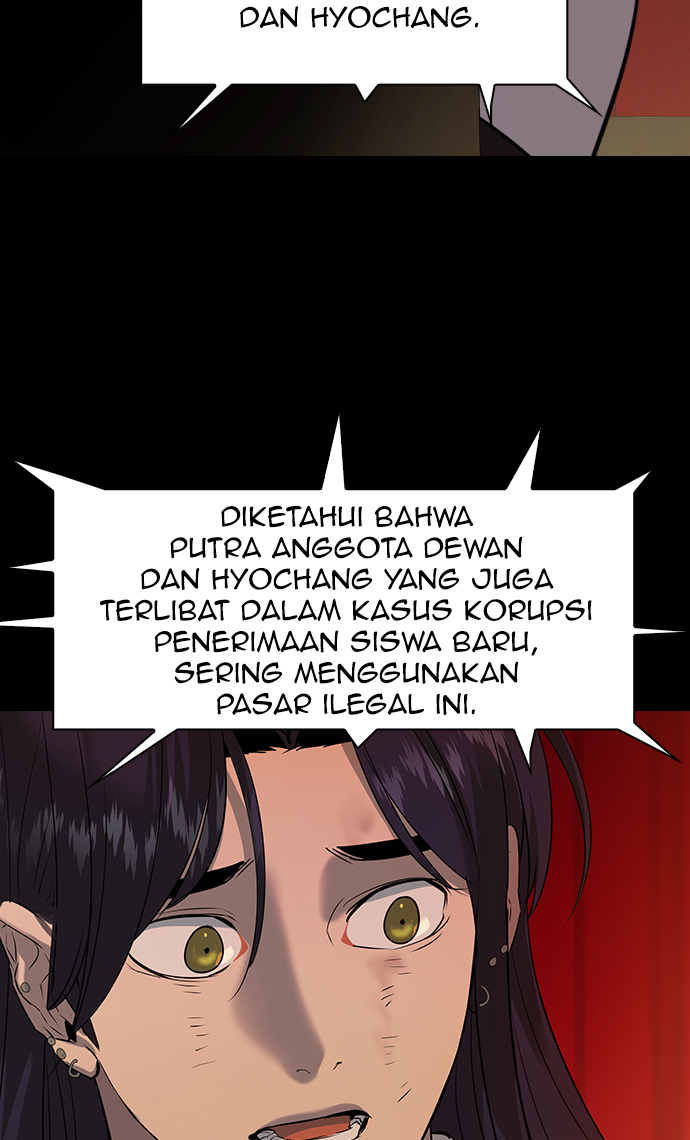 DAN HYOCHANG.
DIKETAHUI BAHWA
PUTRA ANGGOTA DEWAN
DAN HYOCHANG YANG JUGA
TERLIBAT DALAM KASUS KORUPSI
PENERIMAAN SISWA BARU,
SERING MENGGUNAKAN
PASAR ILEGAL INI.